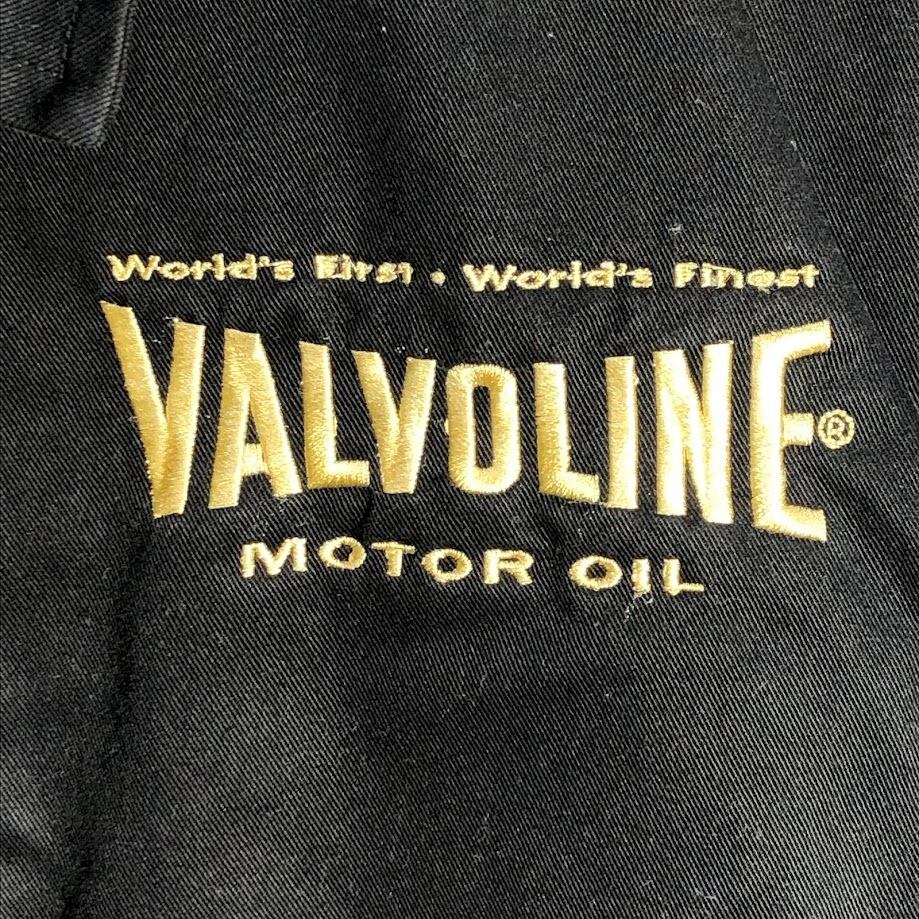 World's First • World's Finest
VALVOLINE®
MOTOR OIL